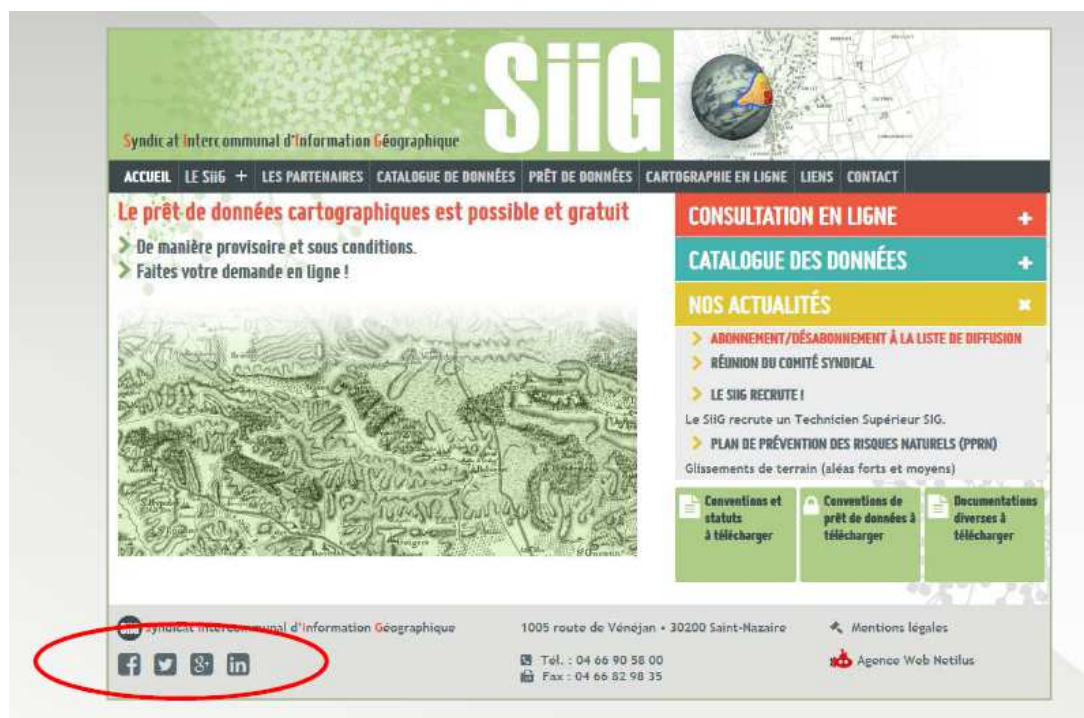 SiiG
Syndicat Intercommunal d'Information Géographique
ACCUEIL LE SiiG + LES PARTENAIRES CATALOGUE DE DONNÉES PRÊT DE DONNÉES CARTOGRAPHIE EN LIGNE LIENS CONTACT
Le prêt de données cartographiques est possible et gratuit
De manière provisoire et sous conditions.
Faites votre demande en ligne !
CONSULTATION EN LIGNE +
CATALOGUE DES DONNÉES +
NOS ACTUALITÉS ×
ABONNEMENT/DÉSABONNEMENT À LA LISTE DE DIFFUSION
RÉUNION DU COMITÉ SYNDICAL
LE SIIG RECRUTE !
Le SIIG recrute un Technicien Supérieur SIG.
PLAN DE PRÉVENTION DES RISQUES NATURELS (PPRN)
Glissements de terrain (aléas forts et moyens)
Conventions et
statuts
à télécharger
Conventions de
prêt de données à
télécharger
Documentations
diverses à
télécharger
SiiG Syndicat Intercommunal d'Information Géographique
1005 route de Vénéjan • 30200 Saint-Nazaire
Tél. : 04 66 90 58 00
Fax : 04 66 82 98 35
Mentions légales
Agence Web Netilus